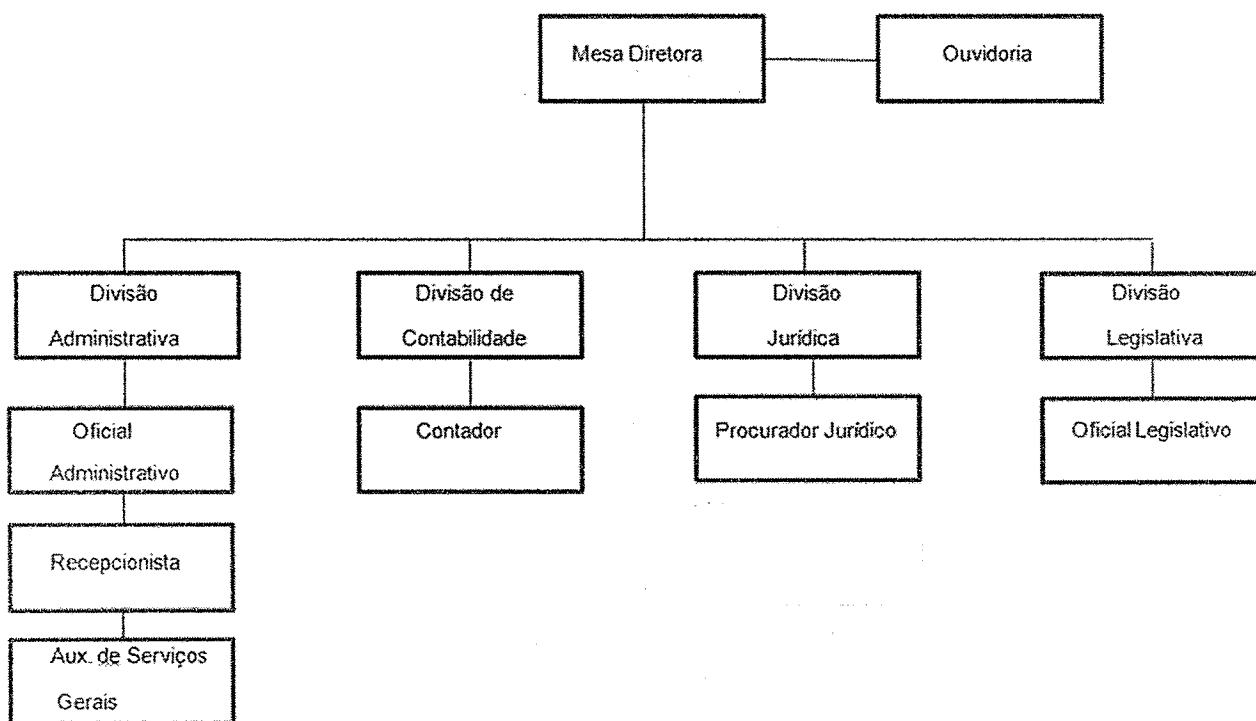 Mesa Diretora
Ouvidoria
Divisão
Administrativa
Divisão de
Contabilidade
Divisão
Jurídica
Divisão
Legislativa
Oficial
Administrativo
Contador
Procurador Jurídico
Oficial Legislativo
Recepcionista
Aux. de Serviços
Gerais